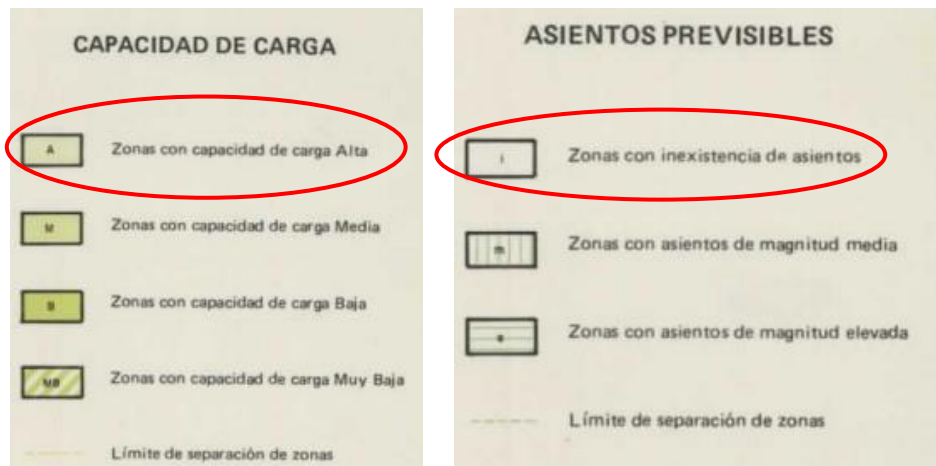 CAPACIDAD DE CARGA
A Zonas con capacidad de carga Alta
M Zonas con capacidad de carga Media
B Zonas con capacidad de carga Baja
MB Zonas con capacidad de carga Muy Baja
Límite de separación de zonas
ASIENTOS PREVISIBLES
i Zonas con inexistencia de asientos
m Zonas con asientos de magnitud media
e Zonas con asientos de magnitud elevada
Límite de separación de zonas